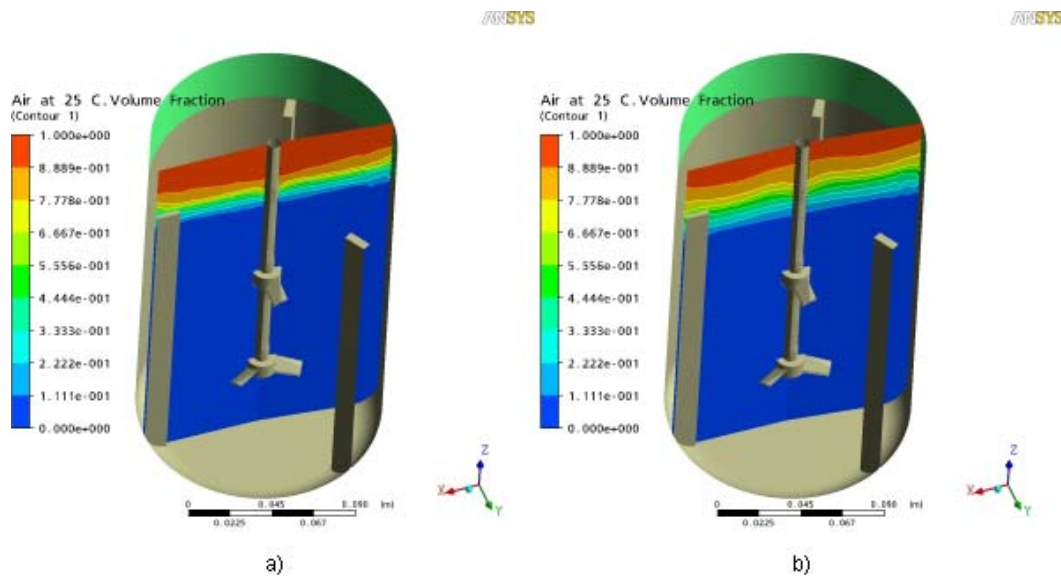 ANSYS
Air at 25 C.Volume Fraction
(Contour 1)
1.000e+000
8.889e-001
7.778e-001
6.667e-001
5.556e-001
4.444e-001
3.333e-001
2.222e-001
1.111e-001
0.000e+000
Z
X
Y
0 0.045 0.090 (m)
0.0225 0.067
a)
ANSYS
Air at 25 C.Volume Fraction
(Contour 1)
1.000e+000
8.889e-001
7.778e-001
6.667e-001
5.556e-001
4.444e-001
3.333e-001
2.222e-001
1.111e-001
0.000e+000
Z
X
Y
0 0.045 0.090 (m)
0.0225 0.067
b)